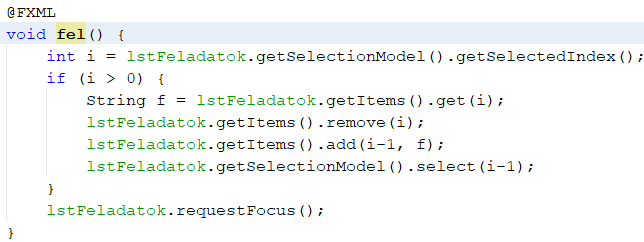 @FXML
void fel() {
    int i = lstFeladatok.getSelectionModel().getSelectedIndex();
    if (i > 0) {
        String f = lstFeladatok.getItems().get(i);
        lstFeladatok.getItems().remove(i);
        lstFeladatok.getItems().add(i-1, f);
        lstFeladatok.getSelectionModel().select(i-1);
    }
    lstFeladatok.requestFocus();
}